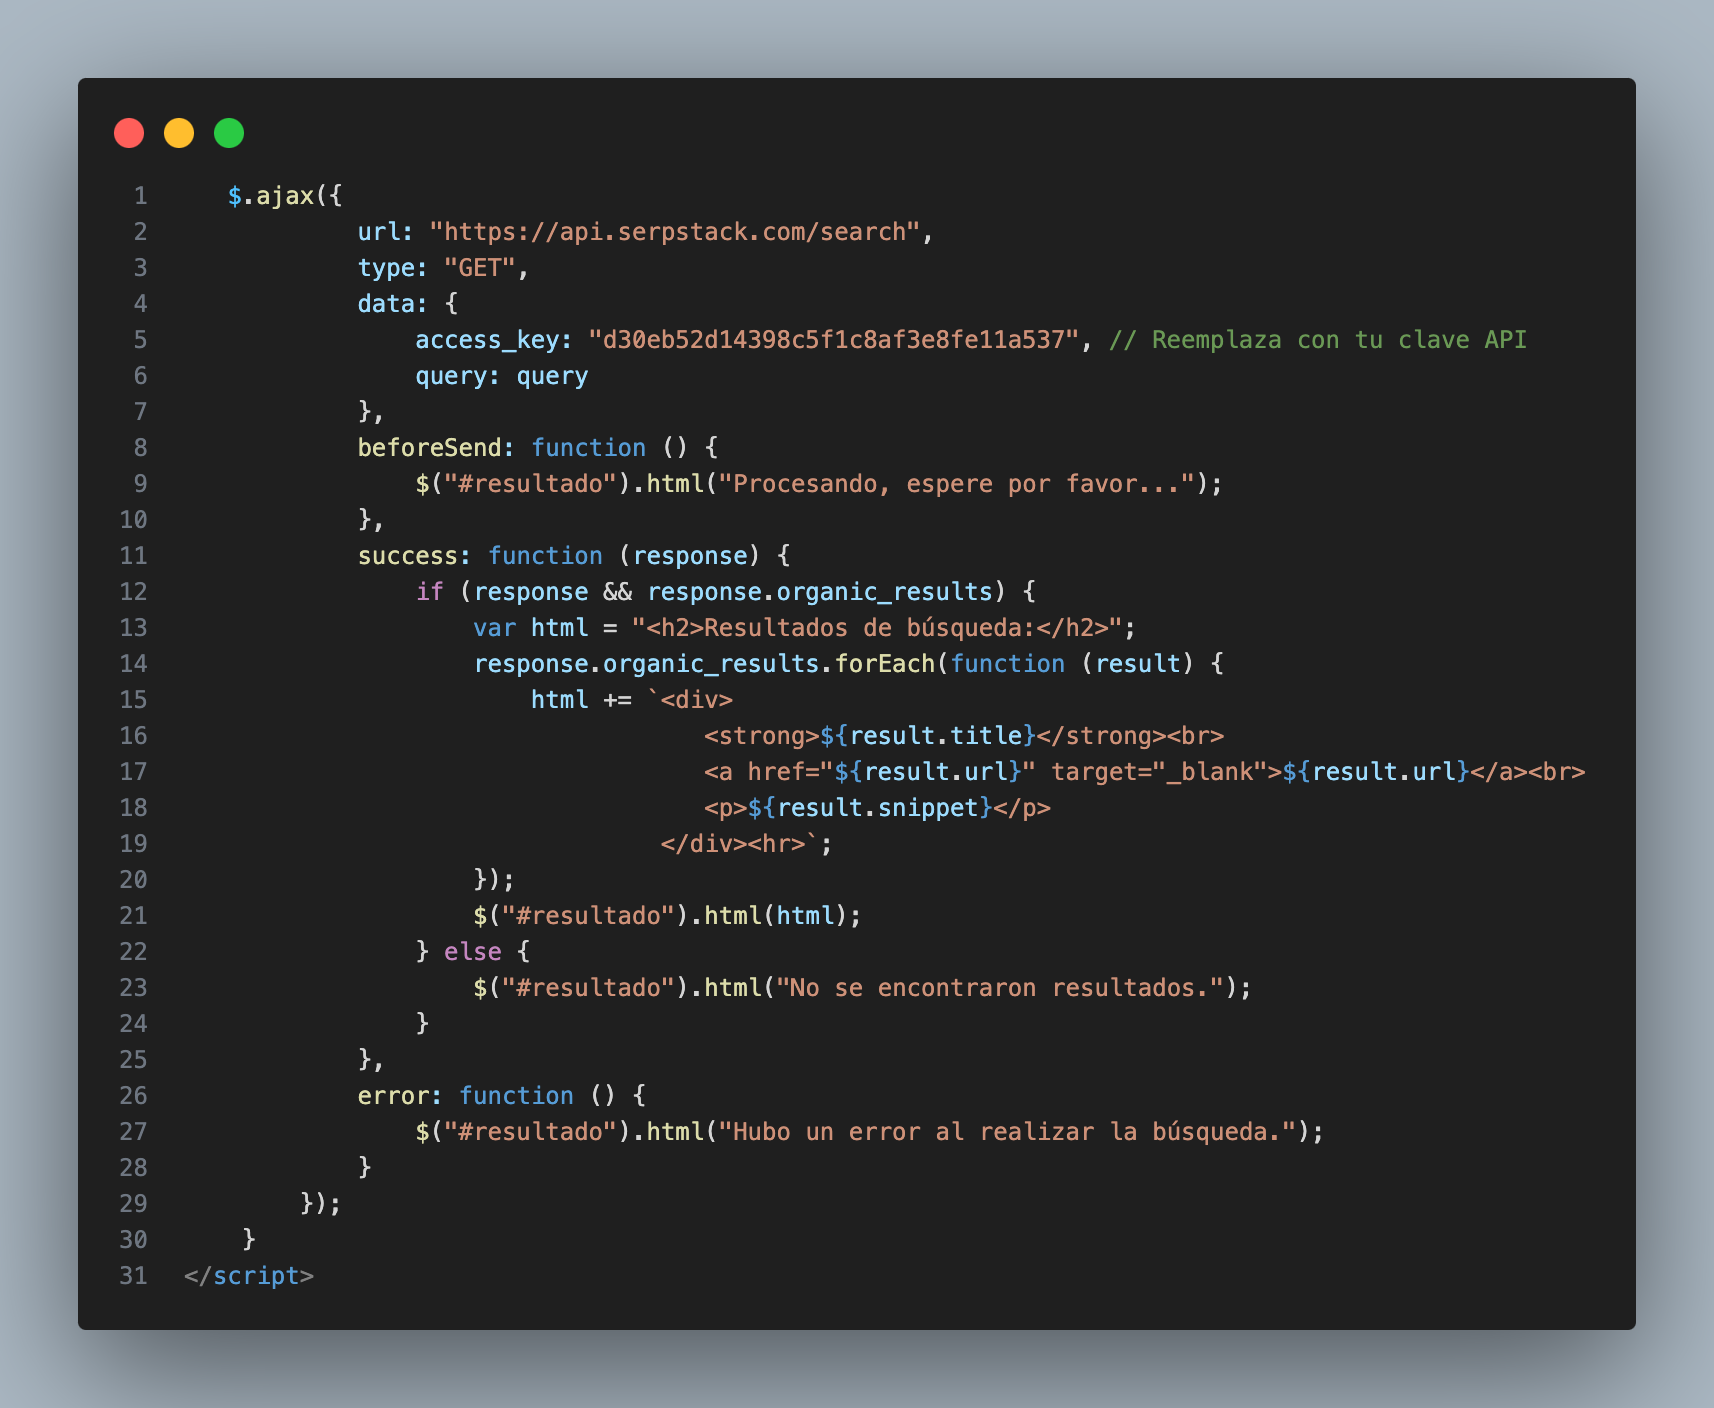 1 $.ajax({
2 url: "https://api.serpstack.com/search",
3 type: "GET",
4 data: {
5 access_key: "d30eb52d14398c5f1c8af3e8fe11a537", // Reemplaza con tu clave API
6 query: query
7 },
8 beforeSend: function () {
9 $("#resultado").html("Procesando, espere por favor...");
10 },
11 success: function (response) {
12 if (response && response.organic_results) {
13 var html = "<h2>Resultados de búsqueda:</h2>";
14 response.organic_results.forEach(function (result) {
15 html += `<div>
16 <strong>${result.title}</strong><br>
17 <a href="${result.url}" target="_blank">${result.url}</a><br>
18 <p>${result.snippet}</p>
19 </div><hr>`;
20 });
21 $("#resultado").html(html);
22 } else {
23 $("#resultado").html("No se encontraron resultados.");
24 }
25 },
26 error: function () {
27 $("#resultado").html("Hubo un error al realizar la búsqueda.");
28 }
29 });
30 }
31 </script>